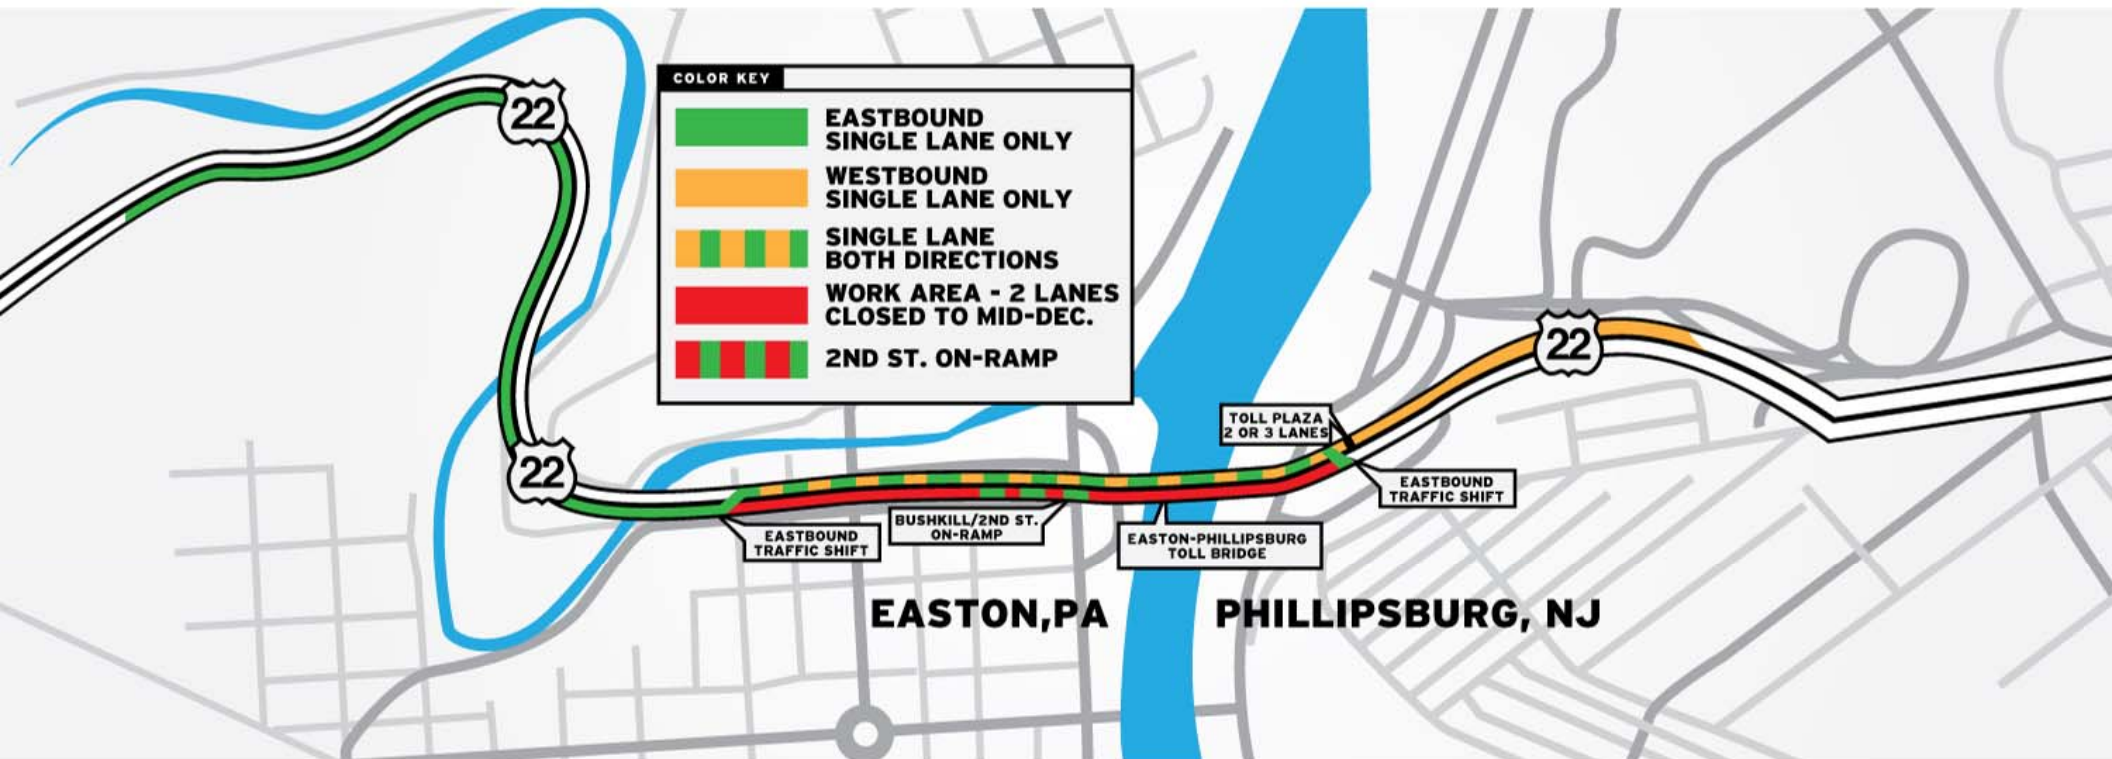 22
COLOR KEY
EASTBOUND
SINGLE LANE ONLY
WESTBOUND
SINGLE LANE ONLY
SINGLE LANE
BOTH DIRECTIONS
WORK AREA - 2 LANES
CLOSED TO MID-DEC.
2ND ST. ON-RAMP
22
TOLL PLAZA
2 OR 3 LANES
22
EASTBOUND
TRAFFIC SHIFT
BUSHKILL/2ND ST.
ON-RAMP
EASTBOUND
TRAFFIC SHIFT
EASTON-PHILLIPSBURG
TOLL BRIDGE
EASTON,PA
PHILLIPSBURG, NJ